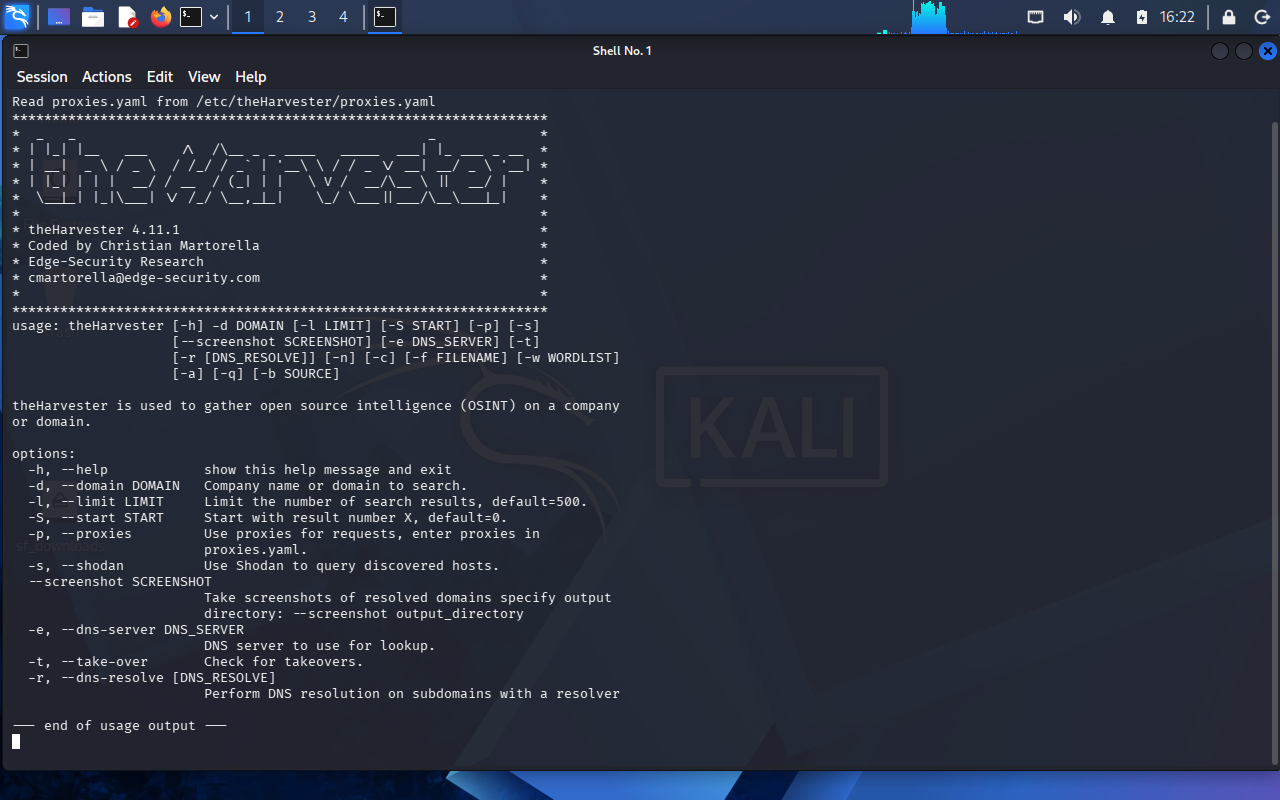 1 2 3 4 16:22
Shell No. 1
Session Actions Edit View Help
Read proxies.yaml from /etc/theHarvester/proxies.yaml
*******************************************************************
* theHarvester *
* *
* theHarvester 4.11.1 *
* Coded by Christian Martorella *
* Edge-Security Research *
* cmartorella@edge-security.com *
* *
*******************************************************************
usage: theHarvester [-h] -d DOMAIN [-l LIMIT] [-S START] [-p] [-s]
[--screenshot SCREENSHOT] [-e DNS_SERVER] [-t]
[-r [DNS_RESOLVE]] [-n] [-c] [-f FILENAME] [-w WORDLIST]
[-a] [-q] [-b SOURCE]
theHarvester is used to gather open source intelligence (OSINT) on a company
or domain.
options:
-h, --help show this help message and exit
-d, --domain DOMAIN Company name or domain to search.
-l, --limit LIMIT Limit the number of search results, default=500.
-S, --start START Start with result number X, default=0.
-p, --proxies Use proxies for requests, enter proxies in
proxies.yaml.
-s, --shodan Use Shodan to query discovered hosts.
--screenshot SCREENSHOT
Take screenshots of resolved domains specify output
directory: --screenshot output_directory
-e, --dns-server DNS_SERVER
DNS server to use for lookup.
-t, --take-over Check for takeovers.
-r, --dns-resolve [DNS_RESOLVE]
Perform DNS resolution on subdomains with a resolver
--- end of usage output ---
KALI
sf_downloads